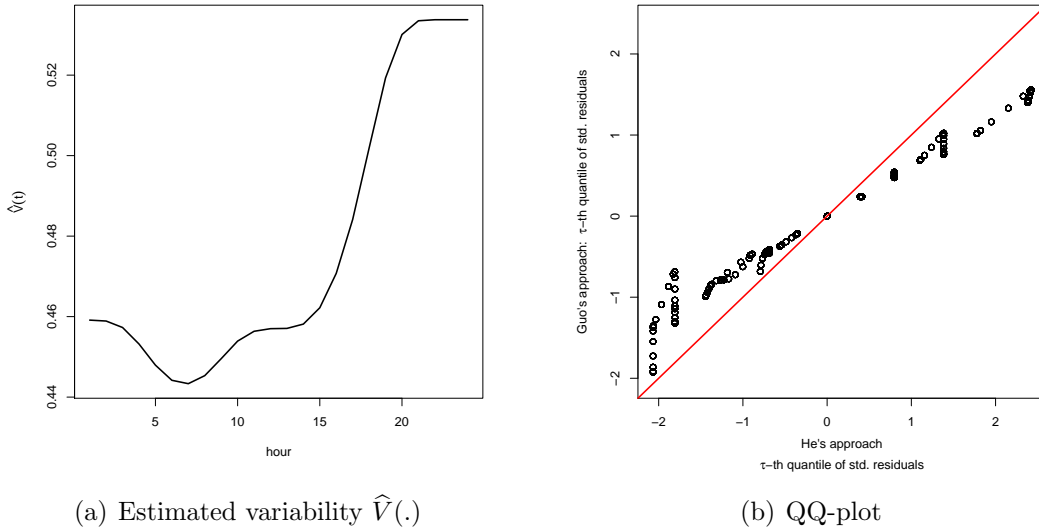 0.44 0.46 0.48 0.50 0.52
V̂(t)
5 10 15 20
hour
(a) Estimated variability V̂(.)
−2 −1 0 1 2
Guo's approach: τ−th quantile of std. residuals
−2 −1 0 1 2
He's approach
τ−th quantile of std. residuals
(b) QQ-plot